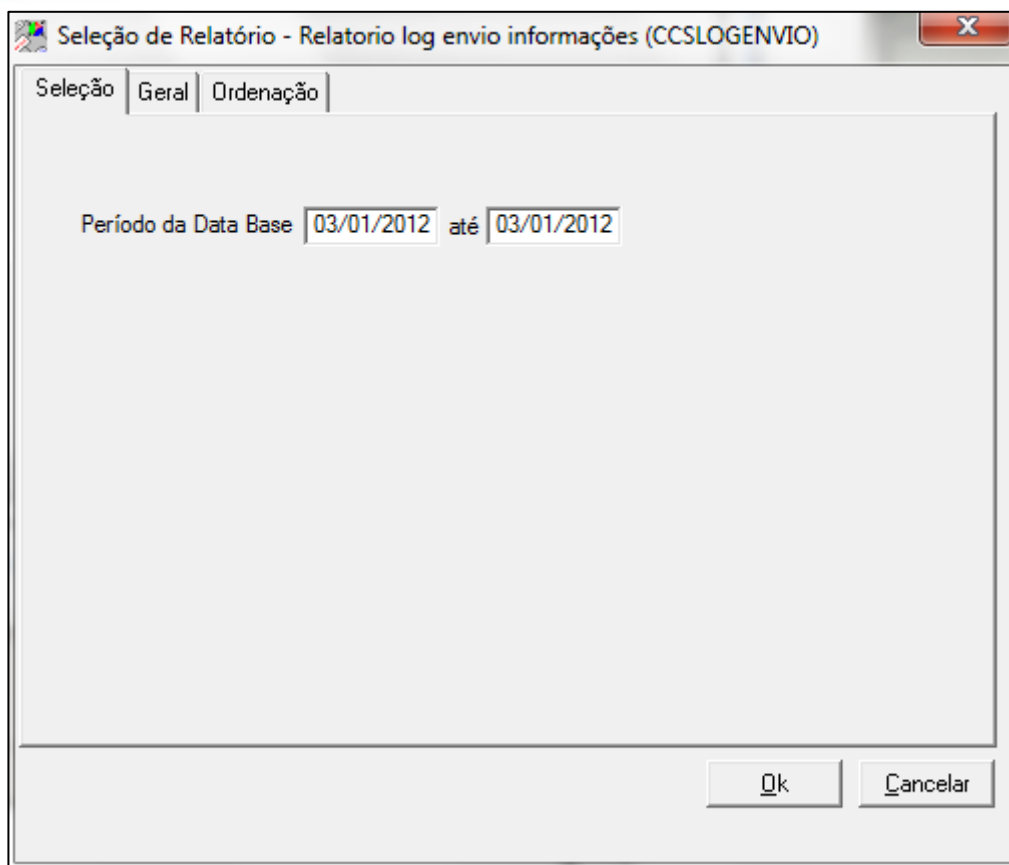 Seleção de Relatório - Relatorio log envio informações (CCSLOGENVIO)
Seleção Geral Ordenação
Período da Data Base 03/01/2012 até 03/01/2012
Ok Cancelar